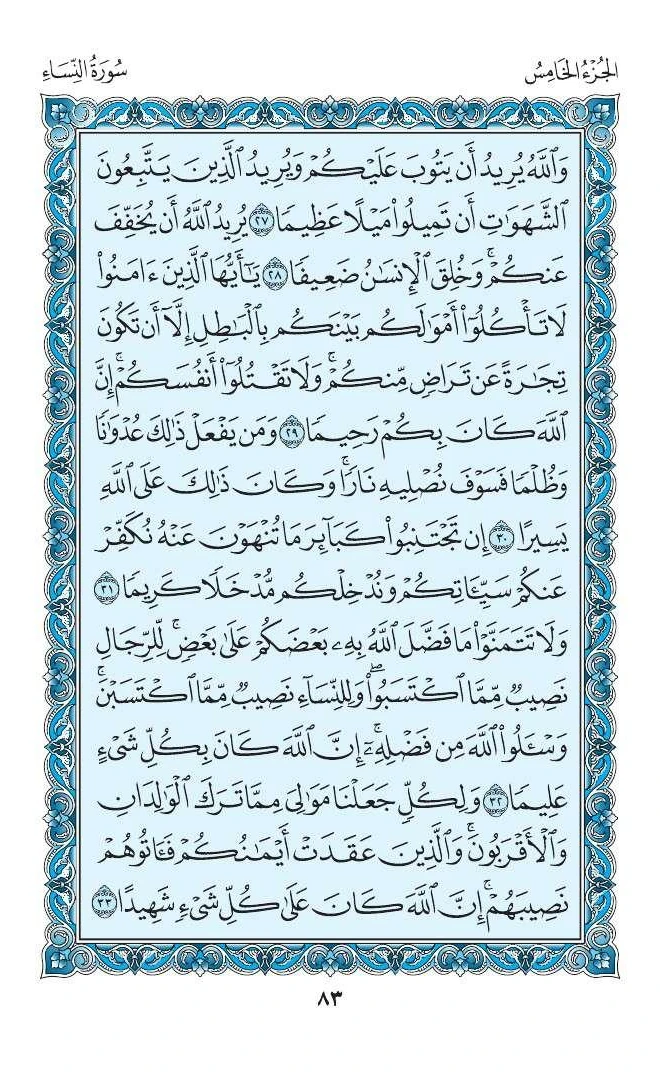 الجُزْءُ الخَامِسُ
سُورَةُ النِّسَاءِ
وَٱللَّهُ يُرِيدُ أَن يَتُوبَ عَلَيْكُمْ وَيُرِيدُ ٱلَّذِينَ يَتَّبِعُونَ
ٱلشَّهَوَٰتِ أَن تَمِيلُوا۟ مَيْلًا عَظِيمًا ٢٧ يُرِيدُ ٱللَّهُ أَن يُخَفِّفَ
عَنكُمْ ۚ وَخُلِقَ ٱلْإِنسَٰنُ ضَعِيفًا ٢٨ يَٰٓأَيُّهَا ٱلَّذِينَ ءَامَنُوا۟
لَا تَأْكُلُوٓا۟ أَمْوَٰلَكُم بَيْنَكُم بِٱلْبَٰطِلِ إِلَّآ أَن تَكُونَ
تِجَٰرَةً عَن تَرَاضٍ مِّنكُمْ ۚ وَلَا تَقْتُلُوٓا۟ أَنفُسَكُمْ ۚ إِنَّ
ٱللَّهَ كَانَ بِكُمْ رَحِيمًا ٢٩ وَمَن يَفْعَلْ ذَٰلِكَ عُدْوَٰنًا
وَظُلْمًا فَسَوْفَ نُصْلِيهِ نَارًا ۚ وَكَانَ ذَٰلِكَ عَلَى ٱللَّهِ
يَسِيرًا ٣٠ إِن تَجْتَنِبُوا۟ كَبَآئِرَ مَا تُنْهَوْنَ عَنْهُ نُكَفِّرْ
عَنكُمْ سَيِّـَٔاتِكُمْ وَنُدْخِلْكُم مُّدْخَلًا كَرِيمًا ٣١
وَلَا تَتَمَنَّوْا۟ مَا فَضَّلَ ٱللَّهُ بِهِۦ بَعْضَكُمْ عَلَىٰ بَعْضٍ ۚ لِّلرِّجَالِ
نَصِيبٌ مِّمَّا ٱكْتَسَبُوا۟ ۖ وَلِلنِّسَآءِ نَصِيبٌ مِّمَّا ٱكْتَسَبْنَ ۚ
وَسْـَٔلُوا۟ ٱللَّهَ مِن فَضْلِهِۦٓ ۗ إِنَّ ٱللَّهَ كَانَ بِكُلِّ شَىْءٍ
عَلِيمًا ٣٢ وَلِكُلٍّ جَعَلْنَا مَوَٰلِىَ مِمَّا تَرَكَ ٱلْوَٰلِدَانِ
وَٱلْأَقْرَبُونَ ۚ وَٱلَّذِينَ عَقَدَتْ أَيْمَٰنُكُمْ فَـَٔاتُوهُمْ
نَصِيبَهُمْ ۚ إِنَّ ٱللَّهَ كَانَ عَلَىٰ كُلِّ شَىْءٍ شَهِيدًا ٣٣
٨٣